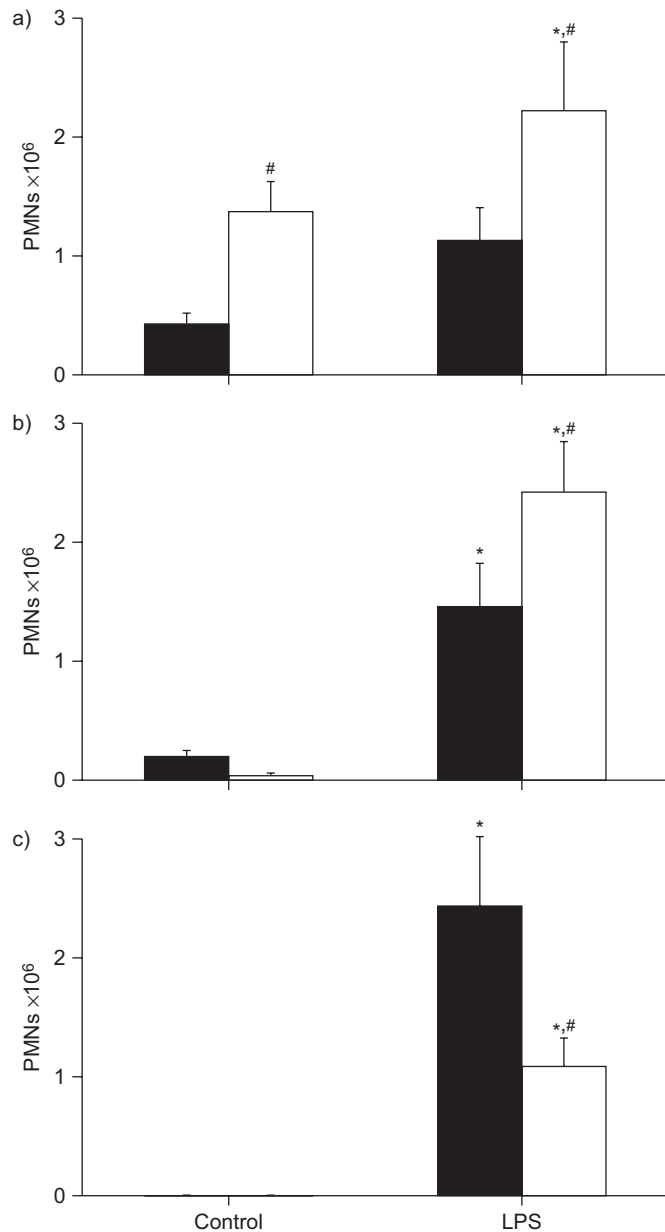 a)
3
2
1
0
PMNs ×10⁶
#
*,#
b)
3
2
1
0
PMNs ×10⁶
*
*,#
c)
3
2
1
0
PMNs ×10⁶
*
*,#
Control LPS